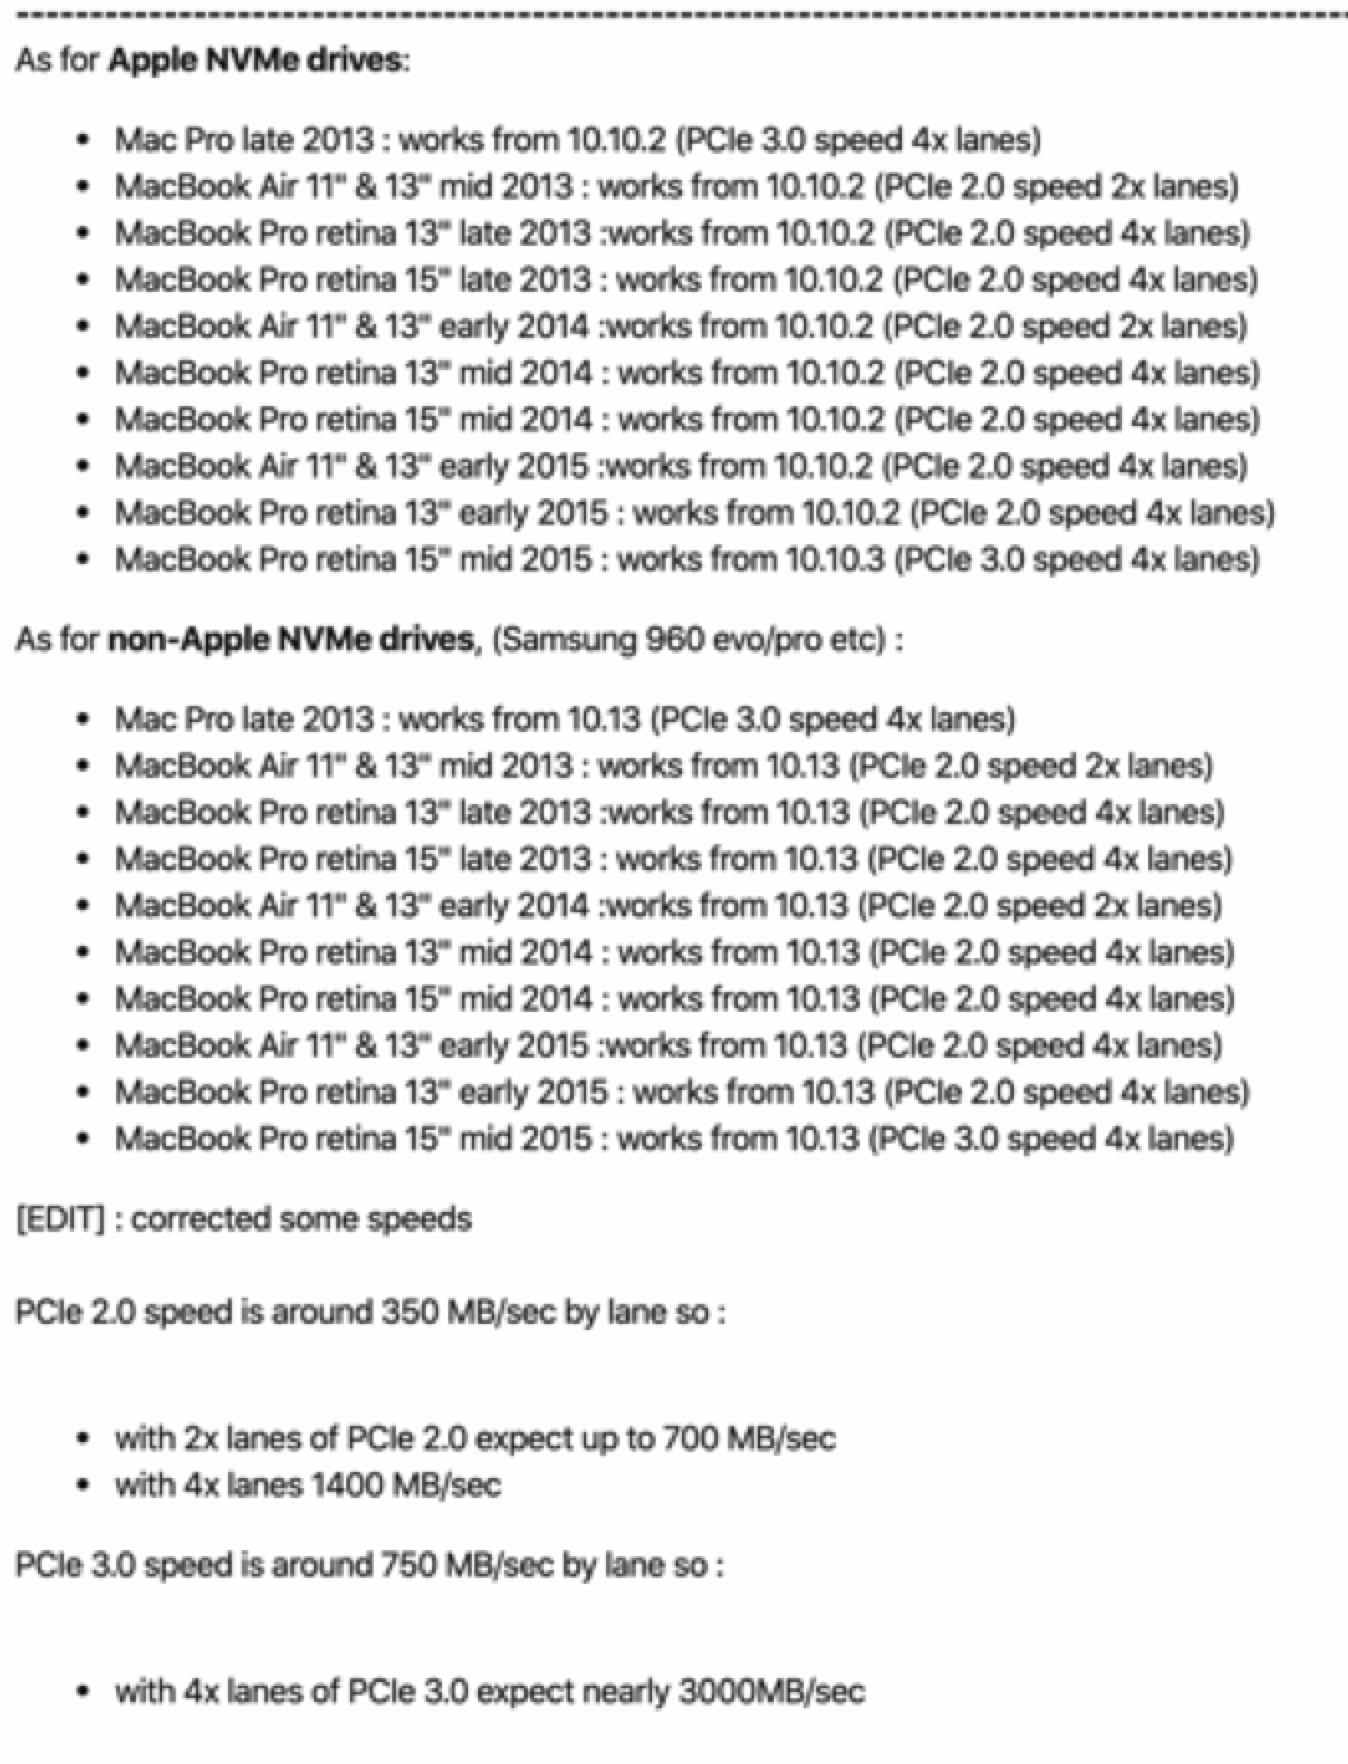 As for Apple NVMe drives:
• Mac Pro late 2013 : works from 10.10.2 (PCIe 3.0 speed 4x lanes)
• MacBook Air 11" & 13" mid 2013 : works from 10.10.2 (PCIe 2.0 speed 2x lanes)
• MacBook Pro retina 13" late 2013 :works from 10.10.2 (PCIe 2.0 speed 4x lanes)
• MacBook Pro retina 15" late 2013 : works from 10.10.2 (PCIe 2.0 speed 4x lanes)
• MacBook Air 11" & 13" early 2014 :works from 10.10.2 (PCIe 2.0 speed 2x lanes)
• MacBook Pro retina 13" mid 2014 : works from 10.10.2 (PCIe 2.0 speed 4x lanes)
• MacBook Pro retina 15" mid 2014 : works from 10.10.2 (PCIe 2.0 speed 4x lanes)
• MacBook Air 11" & 13" early 2015 :works from 10.10.2 (PCIe 2.0 speed 4x lanes)
• MacBook Pro retina 13" early 2015 : works from 10.10.2 (PCIe 2.0 speed 4x lanes)
• MacBook Pro retina 15" mid 2015 : works from 10.10.3 (PCIe 3.0 speed 4x lanes)
As for non-Apple NVMe drives, (Samsung 960 evo/pro etc) :
• Mac Pro late 2013 : works from 10.13 (PCIe 3.0 speed 4x lanes)
• MacBook Air 11" & 13" mid 2013 : works from 10.13 (PCIe 2.0 speed 2x lanes)
• MacBook Pro retina 13" late 2013 :works from 10.13 (PCIe 2.0 speed 4x lanes)
• MacBook Pro retina 15" late 2013 : works from 10.13 (PCIe 2.0 speed 4x lanes)
• MacBook Air 11" & 13" early 2014 :works from 10.13 (PCIe 2.0 speed 2x lanes)
• MacBook Pro retina 13" mid 2014 : works from 10.13 (PCIe 2.0 speed 4x lanes)
• MacBook Pro retina 15" mid 2014 : works from 10.13 (PCIe 2.0 speed 4x lanes)
• MacBook Air 11" & 13" early 2015 :works from 10.13 (PCIe 2.0 speed 4x lanes)
• MacBook Pro retina 13" early 2015 : works from 10.13 (PCIe 2.0 speed 4x lanes)
• MacBook Pro retina 15" mid 2015 : works from 10.13 (PCIe 3.0 speed 4x lanes)
[EDIT] : corrected some speeds
PCIe 2.0 speed is around 350 MB/sec by lane so :
• with 2x lanes of PCIe 2.0 expect up to 700 MB/sec
• with 4x lanes 1400 MB/sec
PCIe 3.0 speed is around 750 MB/sec by lane so :
• with 4x lanes of PCIe 3.0 expect nearly 3000MB/sec